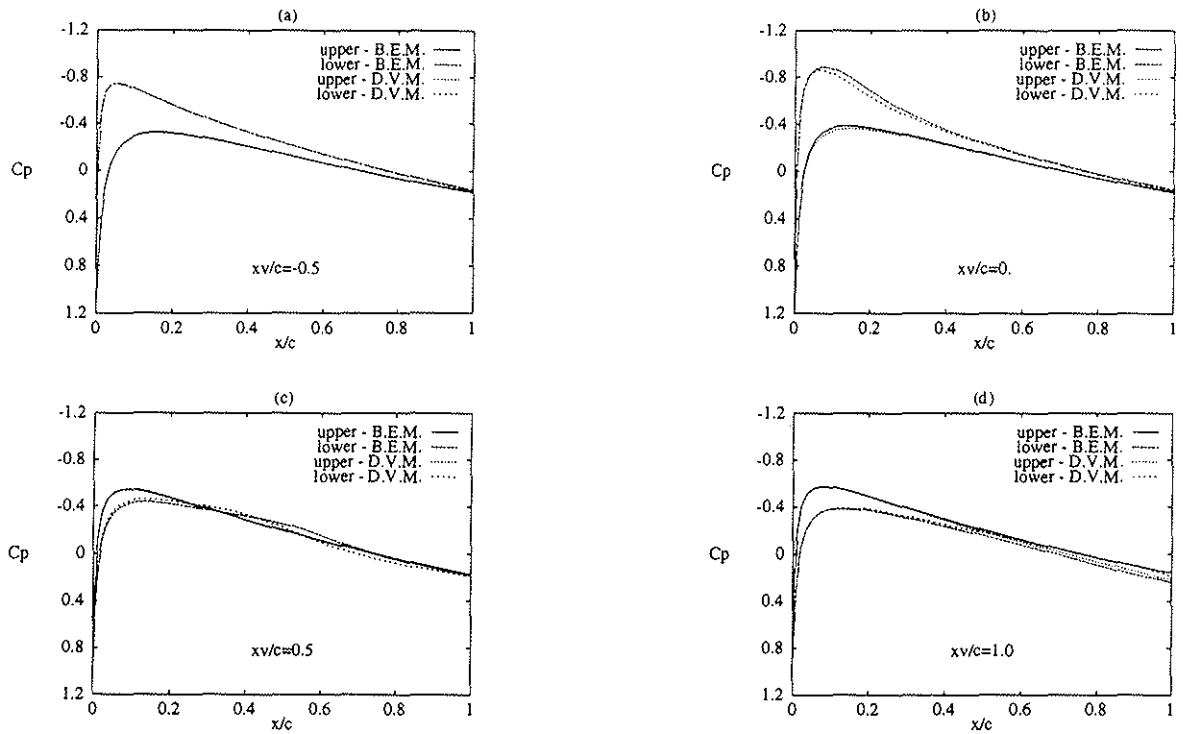 (a)
-1.2
-0.8
-0.4
0
0.4
0.8
1.2
Cp
upper - B.E.M.
lower - B.E.M.
upper - D.V.M.
lower - D.V.M.
xv/c=-0.5
0 0.2 0.4 0.6 0.8 1
x/c
(b)
-1.2
-0.8
-0.4
0
0.4
0.8
1.2
Cp
upper - B.E.M.
lower - B.E.M.
upper - D.V.M.
lower - D.V.M.
xv/c=0.
0 0.2 0.4 0.6 0.8 1
x/c
(c)
-1.2
-0.8
-0.4
0
0.4
0.8
1.2
Cp
upper - B.E.M.
lower - B.E.M.
upper - D.V.M.
lower - D.V.M.
xv/c=0.5
0 0.2 0.4 0.6 0.8 1
x/c
(d)
-1.2
-0.8
-0.4
0
0.4
0.8
1.2
Cp
upper - B.E.M.
lower - B.E.M.
upper - D.V.M.
lower - D.V.M.
xv/c=1.0
0 0.2 0.4 0.6 0.8 1
x/c